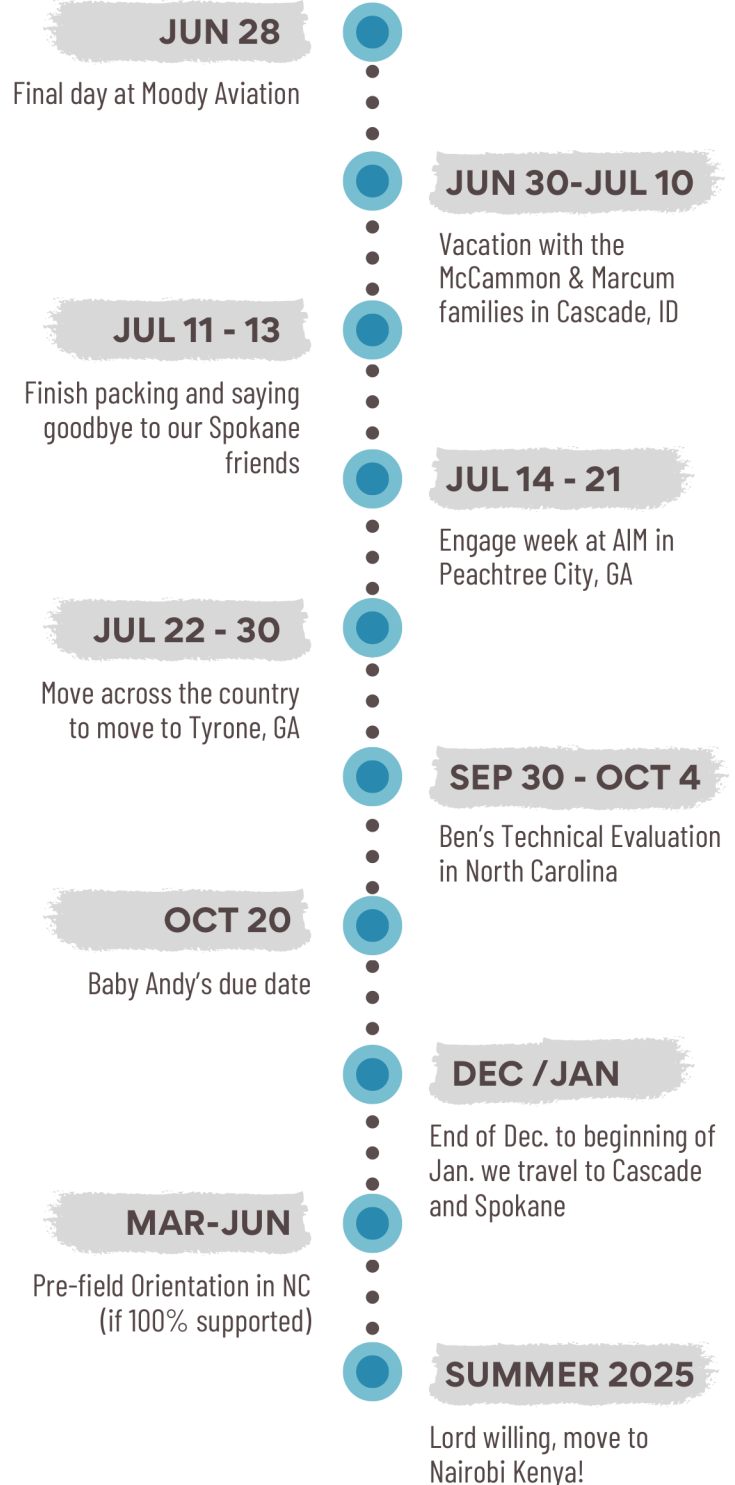 JUN 28
Final day at Moody Aviation
JUN 30-JUL 10
Vacation with the
McCammon & Marcum
families in Cascade, ID
JUL 11 - 13
Finish packing and saying
goodbye to our Spokane
friends
JUL 14 - 21
Engage week at AIM in
Peachtree City, GA
JUL 22 - 30
Move across the country
to move to Tyrone, GA
SEP 30 - OCT 4
Ben's Technical Evaluation
in North Carolina
OCT 20
Baby Andy's due date
DEC /JAN
End of Dec. to beginning of
Jan. we travel to Cascade
and Spokane
MAR-JUN
Pre-field Orientation in NC
(if 100% supported)
SUMMER 2025
Lord willing, move to
Nairobi Kenya!